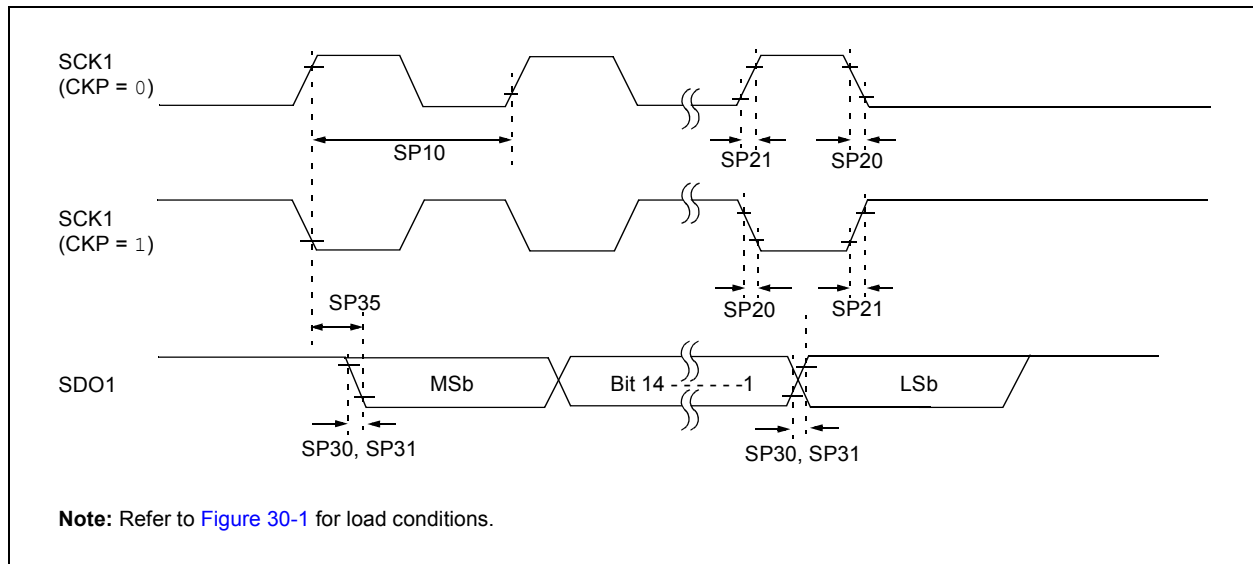 SCK1
(CKP = 0)
SP10
SP21
SP20
SCK1
(CKP = 1)
SP35
SP20
SP21
SDO1
MSb
Bit 14 - - - - - -1
LSb
SP30, SP31
SP30, SP31
Note: Refer to Figure 30-1 for load conditions.